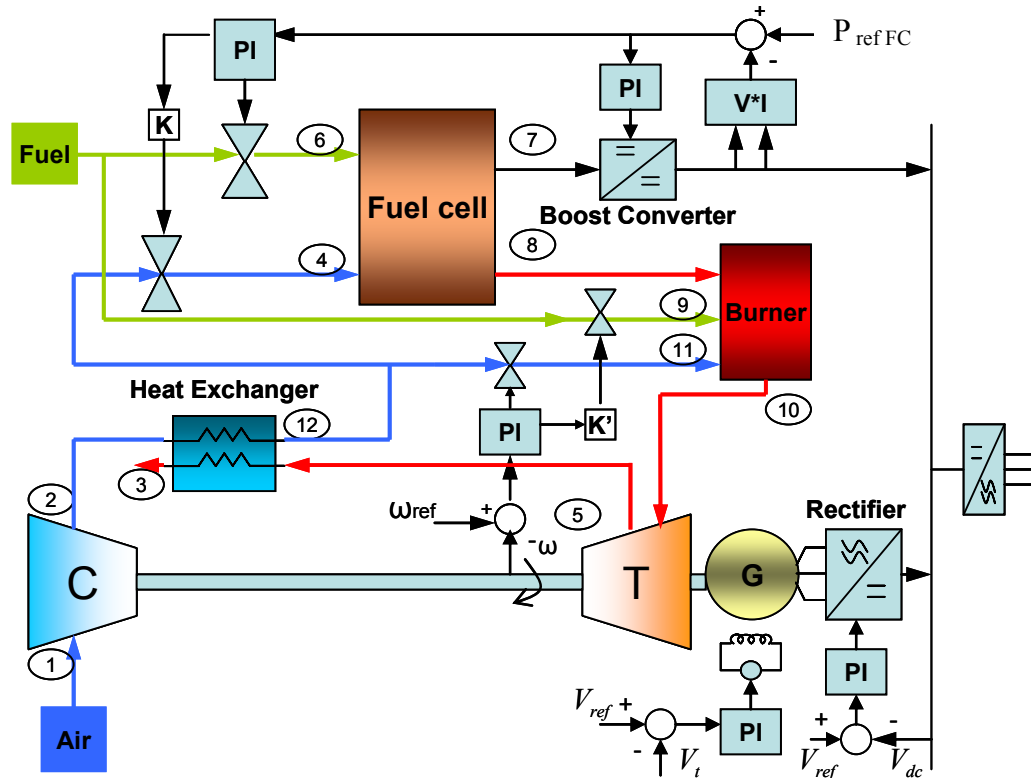 PI
+
P ref FC
-
PI
V*I
K
Fuel
6
7
Fuel cell
Boost Converter
8
4
9
Burner
11
Heat Exchanger
10
12
PI
K'
3
2
ωref
+
5
-ω
Rectifier
C
T
G
1
PI
Air
Vref
+
-
Vt
PI
+
-
Vref
Vdc